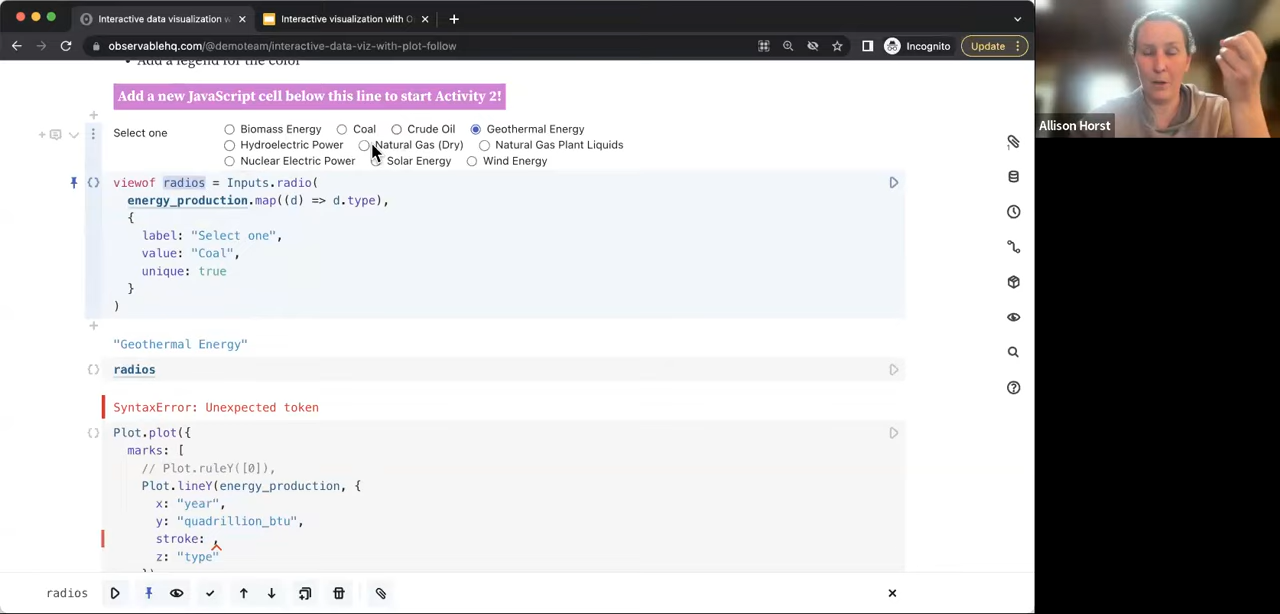 Interactive data visualization w
Interactive visualization with O
observablehq.com/@demoteam/interactive-data-viz-with-plot-follow
Incognito
Update
• Add a legend for the color
Add a new JavaScript cell below this line to start Activity 2!
Select one
Biomass Energy Coal Crude Oil Geothermal Energy
Hydroelectric Power Natural Gas (Dry) Natural Gas Plant Liquids
Nuclear Electric Power Solar Energy Wind Energy
viewof radios = Inputs.radio(
energy_production.map((d) => d.type),
{
label: "Select one",
value: "Coal",
unique: true
}
)
"Geothermal Energy"
radios
SyntaxError: Unexpected token
Plot.plot({
marks: [
// Plot.ruleY([0]),
Plot.lineY(energy_production, {
x: "year",
y: "quadrillion_btu",
stroke: ,
z: "type"
})
radios
Allison Horst